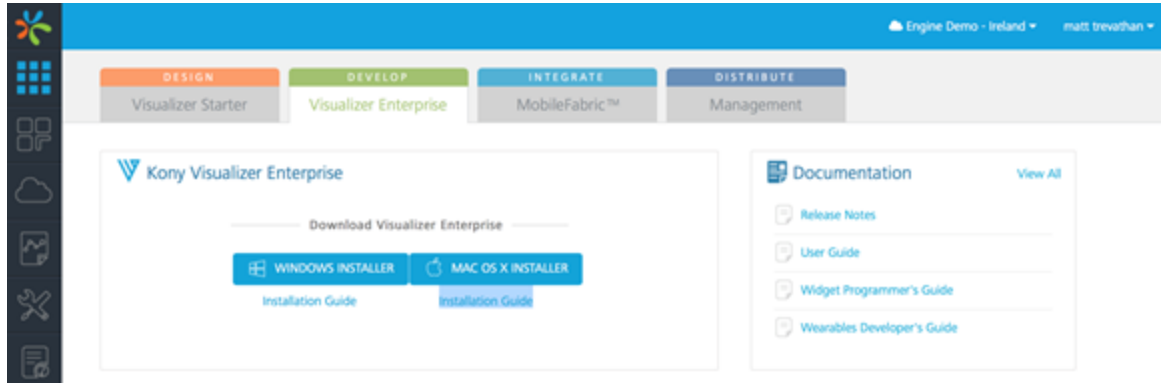 Engine Demo - Ireland matt trevathan
DESIGN DEVELOP INTEGRATE DISTRIBUTE
Visualizer Starter Visualizer Enterprise MobileFabric™ Management
Kony Visualizer Enterprise
Download Visualizer Enterprise
WINDOWS INSTALLER MAC OS X INSTALLER
Installation Guide Installation Guide
Documentation View All
Release Notes
User Guide
Widget Programmer's Guide
Wearables Developer's Guide